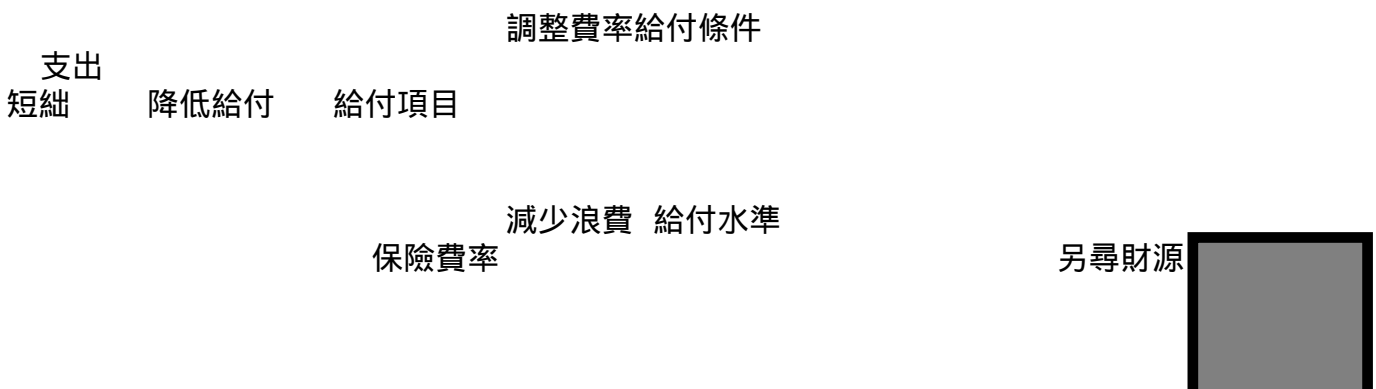 調整費率給付條件
支出
短絀 降低給付 給付項目
減少浪費 給付水準
保險費率 另尋財源